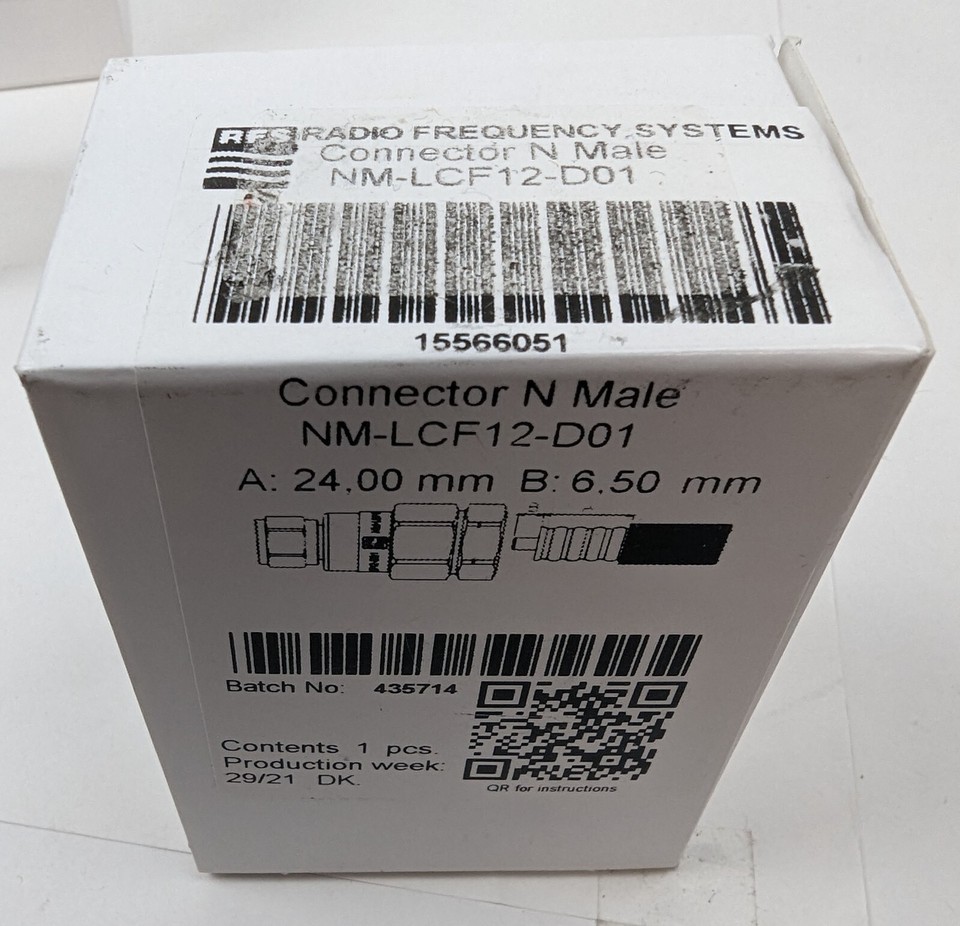 RFS RADIO FREQUENCY SYSTEMS
Connector N Male
NM-LCF12-D01
15566051
Connector N Male
NM-LCF12-D01
A: 24,00 mm B: 6,50 mm
Batch No: 435714
Contents 1 pcs.
Production week:
29/21 DK.
QR for instructions